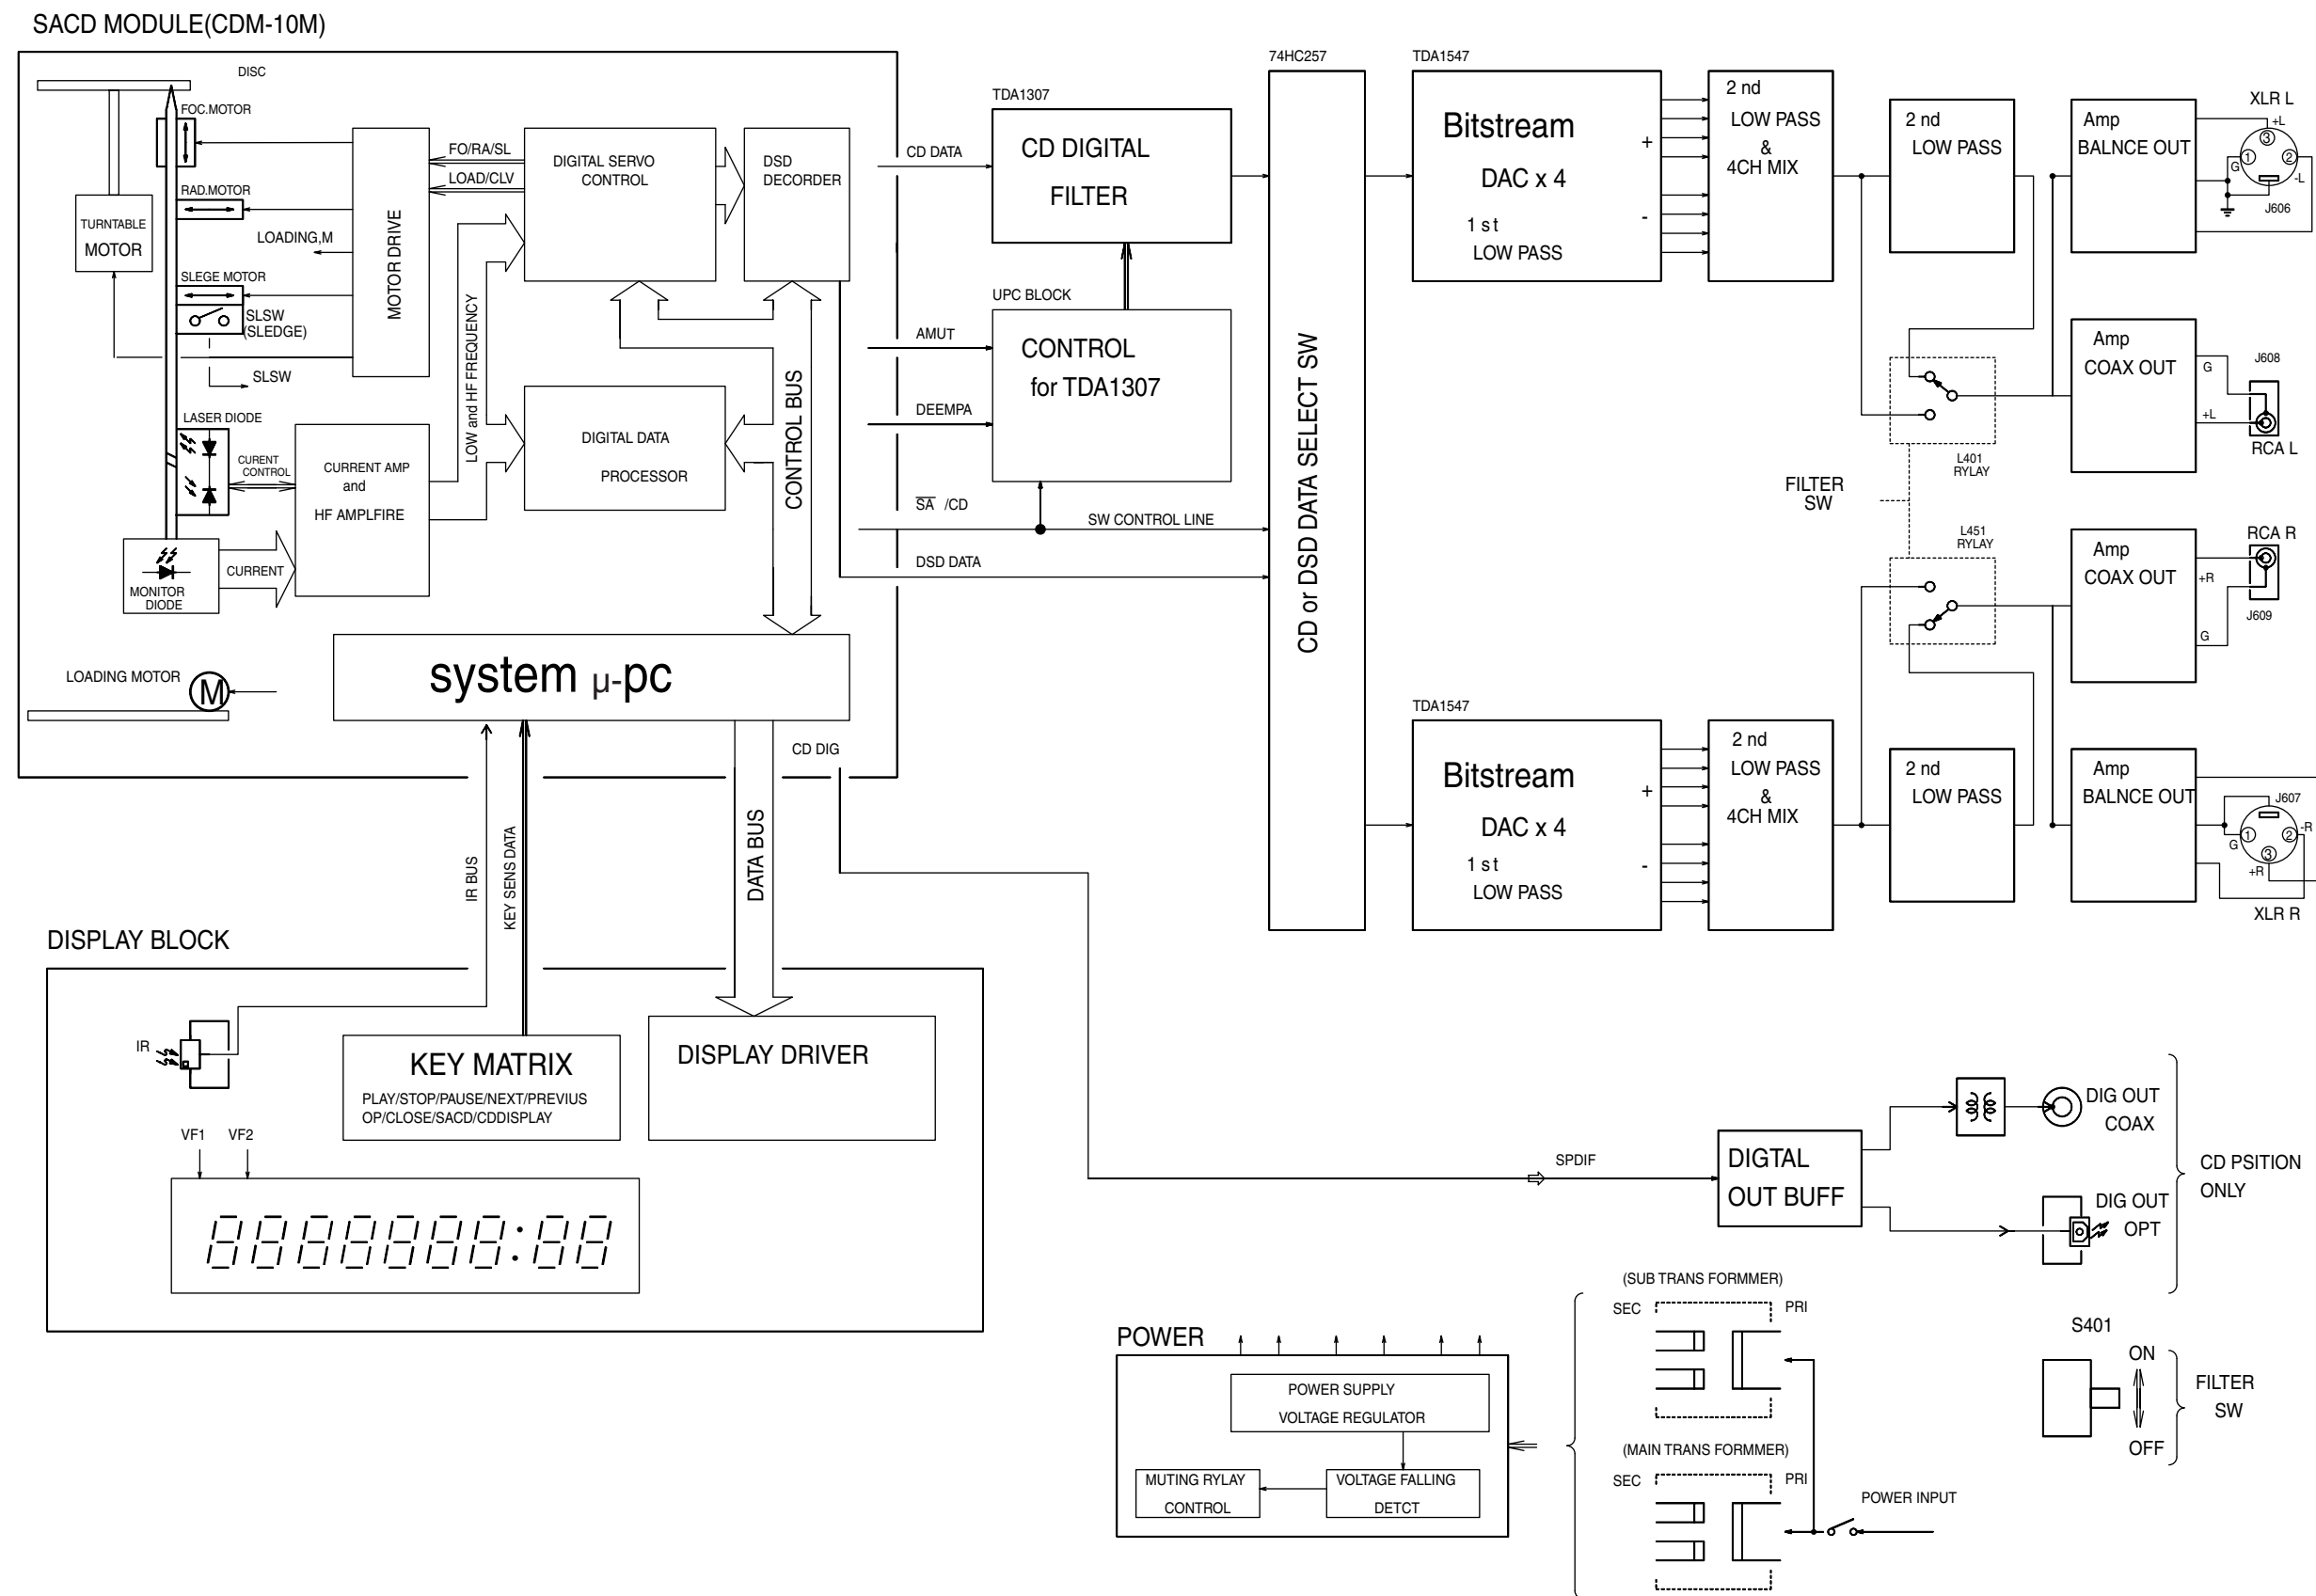 SACD MODULE(CDM-10M)
DISC
FOC.MOTOR
RAD.MOTOR
TURNTABLE
MOTOR
LOADING,M
SLEGE MOTOR
SLSW
(SLEDGE)
SLSW
MOTOR DRIVE
FO/RA/SL
LOAD/CLV
DIGITAL SERVO
CONTROL
DSD
DECORDER
LOW and HF FREQUENCY
LASER DIODE
CURENT
CONTROL
CURRENT AMP
and
HF AMPLFIRE
DIGITAL DATA
PROCESSOR
CONTROL BUS
MONITOR
DIODE
CURRENT
LOADING MOTOR
M
system µ-pc
CD DIG
IR BUS
KEY SENS DATA
DATA BUS
CD DATA
AMUT
DEEMPA
SA /CD
SW CONTROL LINE
DSD DATA
TDA1307
CD DIGITAL
FILTER
UPC BLOCK
CONTROL
for TDA1307
74HC257
CD or DSD DATA SELECT SW
TDA1547
Bitstream
DAC x 4
1 s t
LOW PASS
+
-
2 nd
LOW PASS
&
4CH MIX
2 nd
LOW PASS
Amp
BALNCE OUT
XLR L
+L
3
1
2
G
-L
J606
Amp
COAX OUT
G
+L
J608
RCA L
L401
RYLAY
FILTER
SW
L451
RYLAY
Amp
COAX OUT
+R
G
RCA R
J609
TDA1547
Bitstream
DAC x 4
1 s t
LOW PASS
+
-
2 nd
LOW PASS
&
4CH MIX
2 nd
LOW PASS
Amp
BALNCE OUT
J607
1
2
3
-R
G
+R
XLR R
DISPLAY BLOCK
IR
KEY MATRIX
PLAY/STOP/PAUSE/NEXT/PREVIUS
OP/CLOSE/SACD/CDDISPLAY
DISPLAY DRIVER
VF1 VF2
8888888:88
SPDIF
DIGTAL
OUT BUFF
DIG OUT
COAX
DIG OUT
OPT
CD PSITION
ONLY
POWER
POWER SUPPLY
VOLTAGE REGULATOR
MUTING RYLAY
CONTROL
VOLTAGE FALLING
DETCT
(SUB TRANS FORMMER)
SEC PRI
(MAIN TRANS FORMMER)
SEC PRI
POWER INPUT
S401
ON
OFF
FILTER
SW